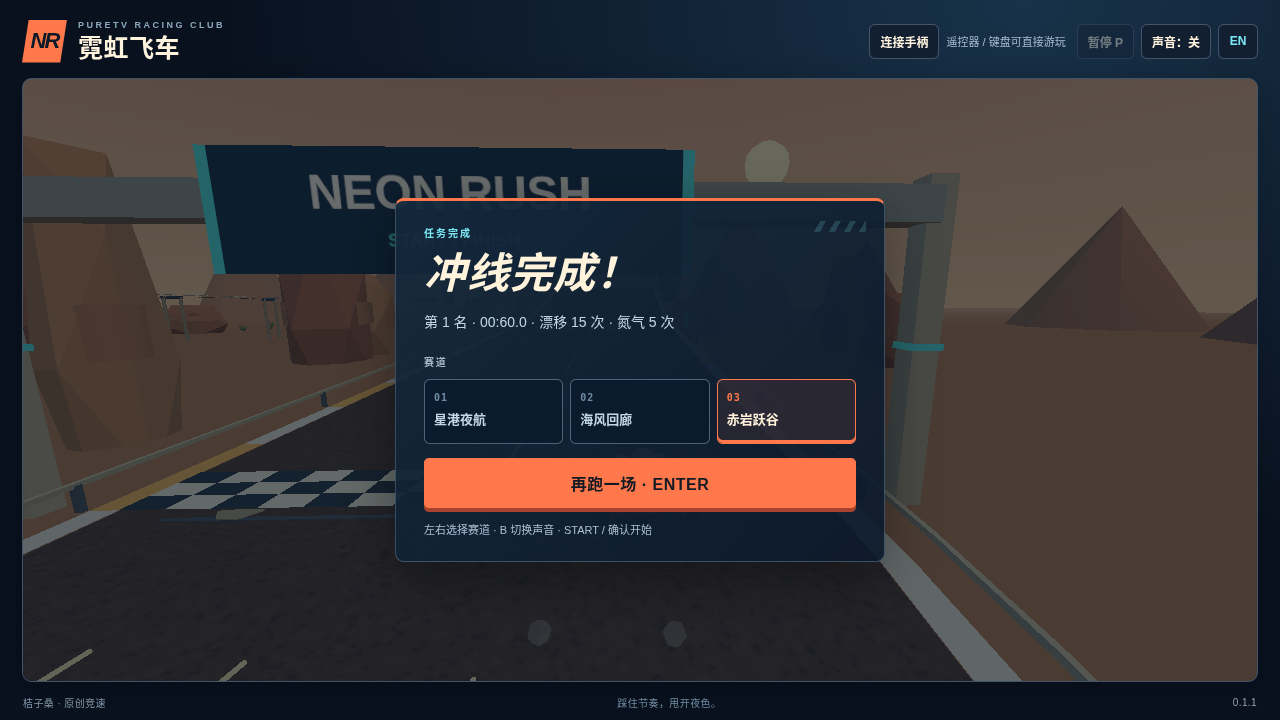 NR
PURETV RACING CLUB
霓虹飞车
连接手柄
遥控器 / 键盘可直接游玩
暂停 P
声音：关
EN
NEON RUSH
任务完成
冲线完成！
第 1 名 · 00:60.0 · 漂移 15 次 · 氮气 5 次
赛道
01
星港夜航
02
海风回廊
03
赤岩跃谷
再跑一场 · ENTER
左右选择赛道 · B 切换声音 · START / 确认开始
桔子桑 · 原创竞速
踩住节奏，甩开夜色。
0.1.1